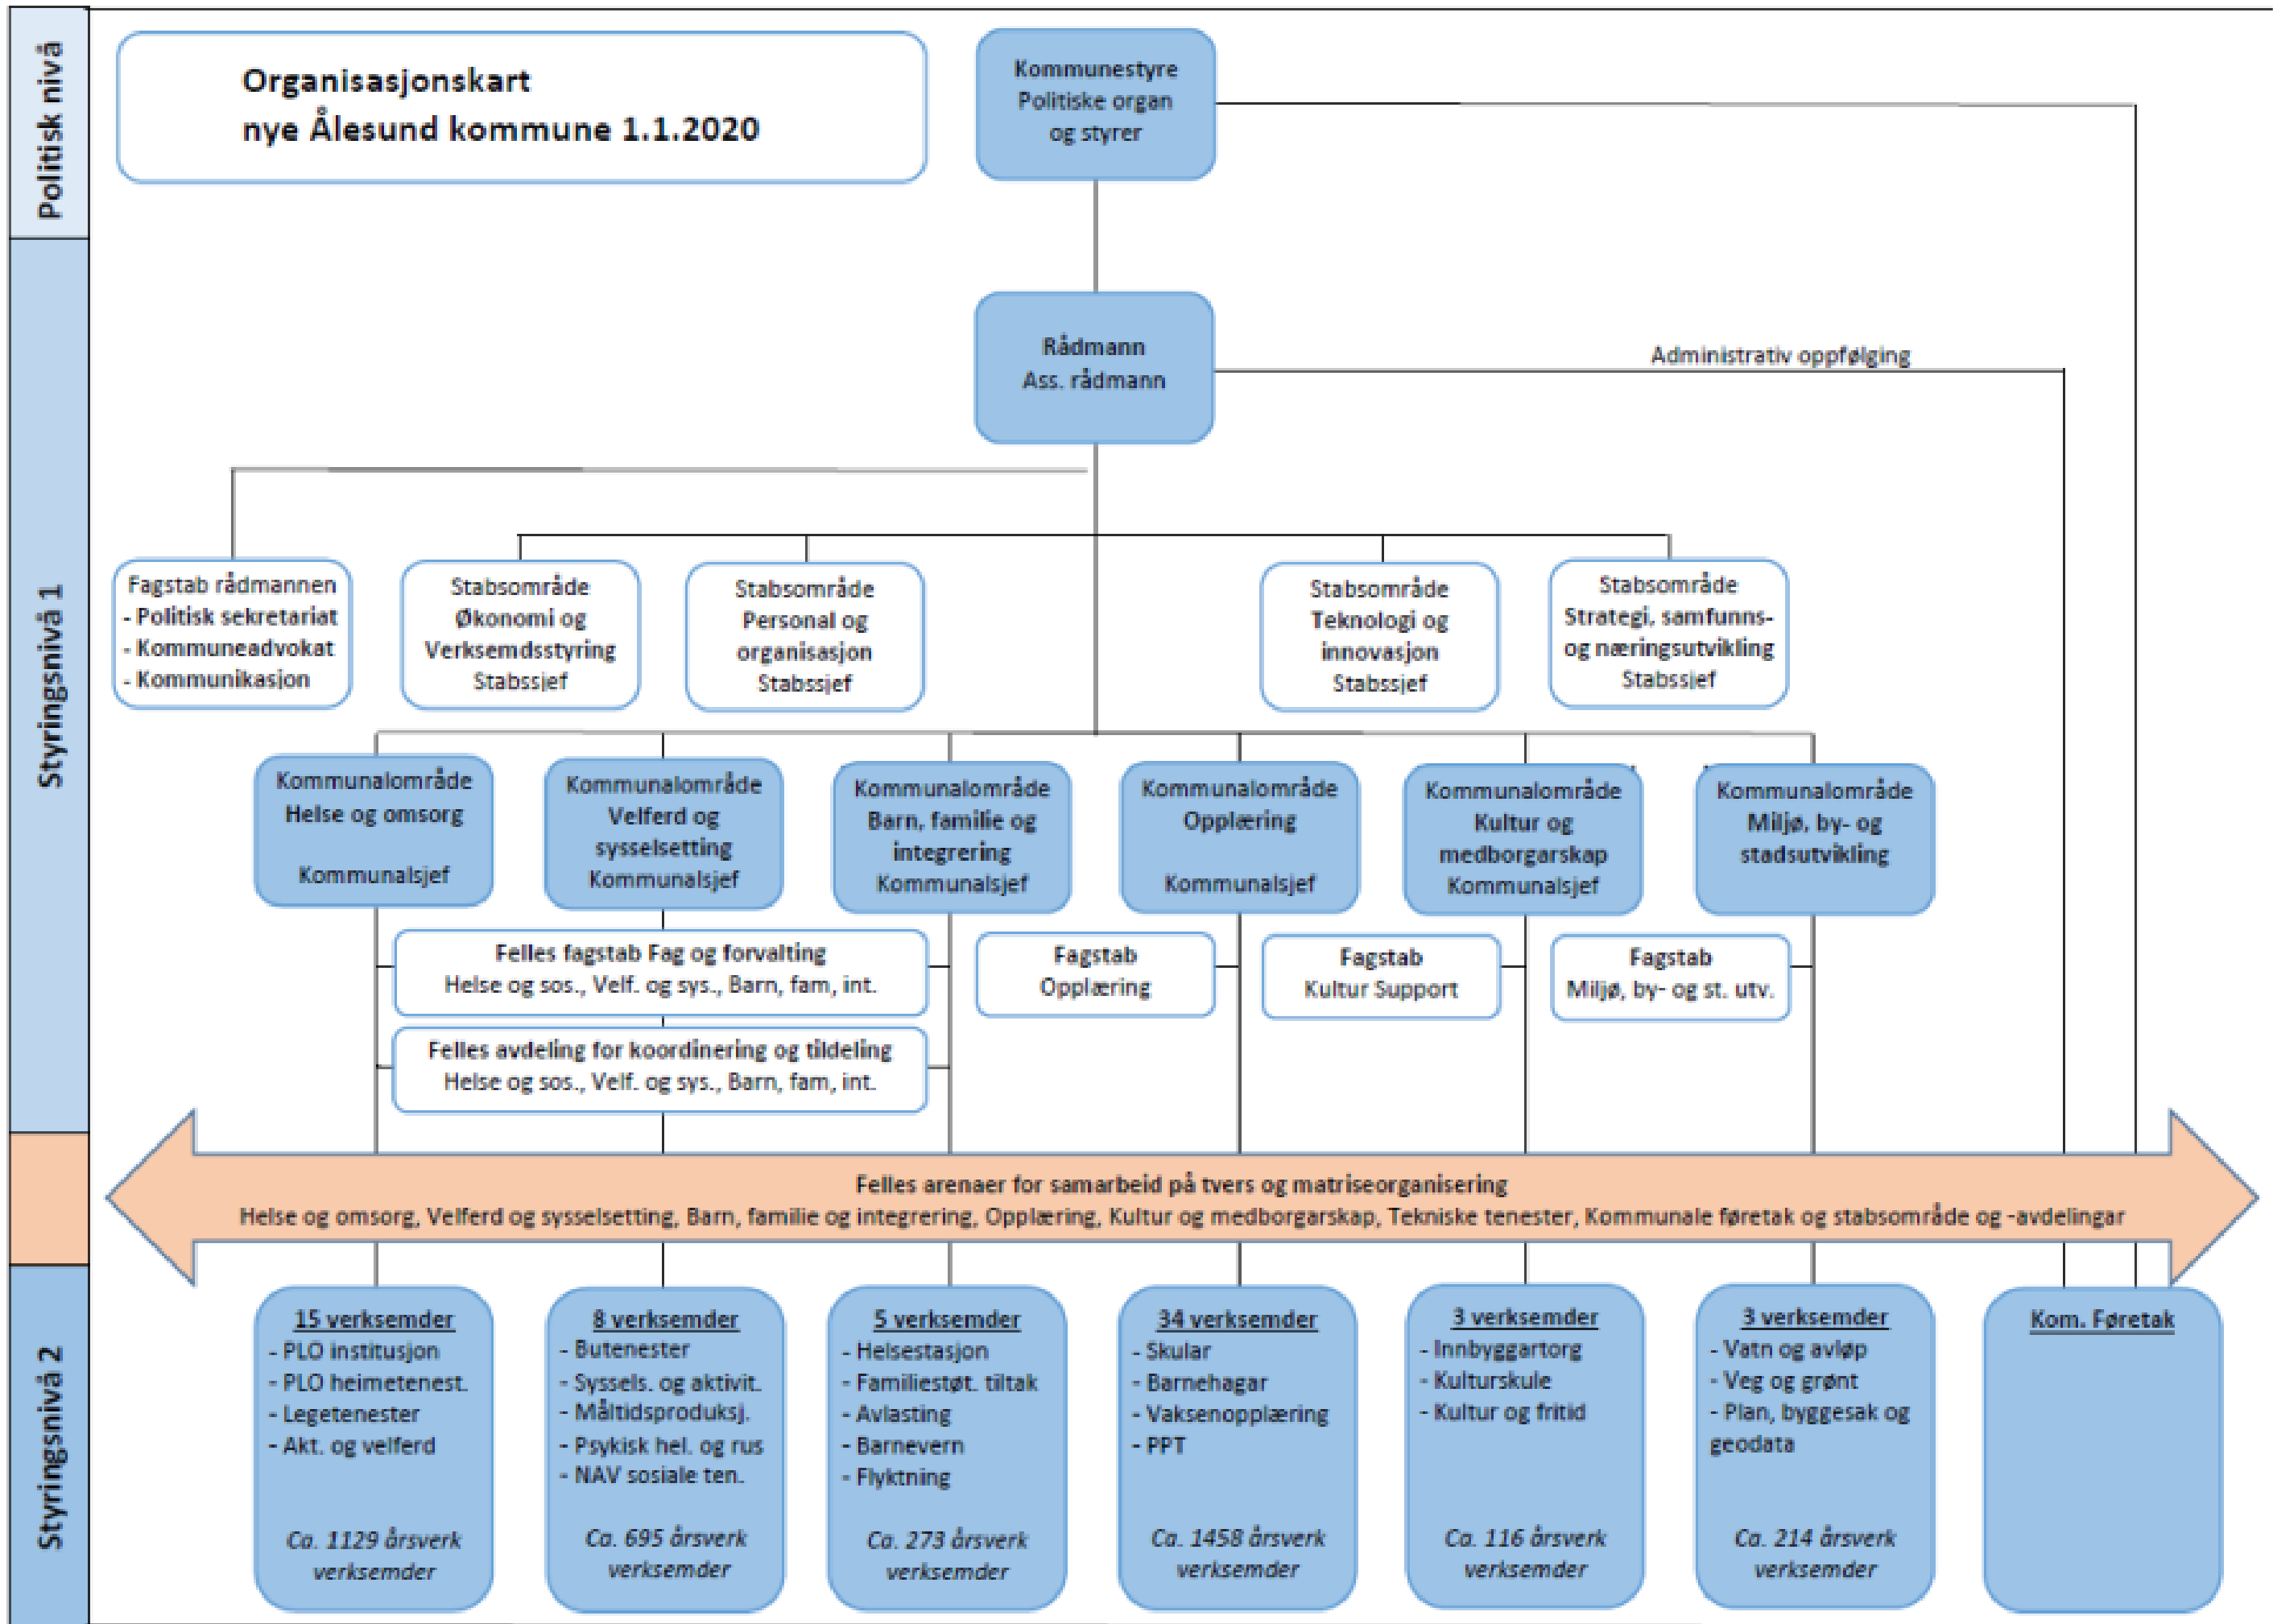 Politisk nivå
Organisasjonskart
nye Ålesund kommune 1.1.2020
Kommunestyre
Politiske organ
og styrer
Styringsnivå 1
Rådmann
Ass. rådmann
Administrativ oppfølging
Fagstab rådmannen
- Politisk sekretariat
- Kommuneadvokat
- Kommunikasjon
Stabsområde
Økonomi og
Verksemdsstyring
Stabssjef
Stabsområde
Personal og
organisasjon
Stabssjef
Stabsområde
Teknologi og
innovasjon
Stabssjef
Stabsområde
Strategi, samfunns-
og næringsutvikling
Stabssjef
Kommunalområde
Helse og omsorg
Kommunalsjef
Kommunalområde
Velferd og
sysselsetting
Kommunalsjef
Kommunalområde
Barn, familie og
integrering
Kommunalsjef
Kommunalområde
Opplæring
Kommunalsjef
Kommunalområde
Kultur og
medborgarskap
Kommunalsjef
Kommunalområde
Miljø, by- og
stadsutvikling
Felles fagstab Fag og forvalting
Helse og sos., Velf. og sys., Barn, fam, int.
Fagstab
Opplæring
Fagstab
Kultur Support
Fagstab
Miljø, by- og st. utv.
Felles avdeling for koordinering og tildeling
Helse og sos., Velf. og sys., Barn, fam, int.
Felles arenaer for samarbeid på tvers og matriseorganisering
Helse og omsorg, Velferd og sysselsetting, Barn, familie og integrering, Opplæring, Kultur og medborgarskap, Tekniske tenester, Kommunale føretak og stabsområde og -avdelingar
Styringsnivå 2
15 verksemder
- PLO institusjon
- PLO heimetenest.
- Legetenester
- Akt. og velferd
Ca. 1129 årsverk
verksemder
8 verksemder
- Butenester
- Syssels. og aktivit.
- Måltidsproduksj.
- Psykisk hel. og rus
- NAV sosiale ten.
Ca. 695 årsverk
verksemder
5 verksemder
- Helsestasjon
- Familiestøt. tiltak
- Avlasting
- Barnevern
- Flyktning
Ca. 273 årsverk
verksemder
34 verksemder
- Skular
- Barnehagar
- Vaksenopplæring
- PPT
Ca. 1458 årsverk
verksemder
3 verksemder
- Innbyggartorg
- Kulturskule
- Kultur og fritid
Ca. 116 årsverk
verksemder
3 verksemder
- Vatn og avløp
- Veg og grønt
- Plan, byggesak og
geodata
Ca. 214 årsverk
verksemder
Kom. Føretak